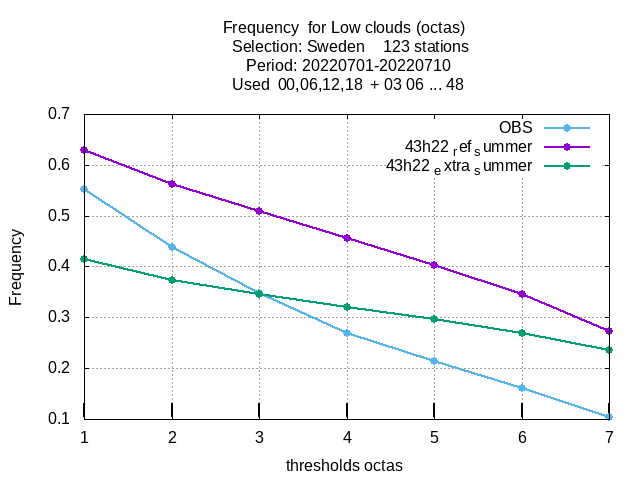 Frequency  for Low clouds (octas)
Selection: Sweden    123 stations
Period: 20220701-20220710
Used  00,06,12,18  + 03 06 ... 48
OBS
43h22 ref summer
43h22 extra summer
0.7
0.6
0.5
0.4
0.3
0.2
0.1
Frequency
1 2 3 4 5 6 7
thresholds octas